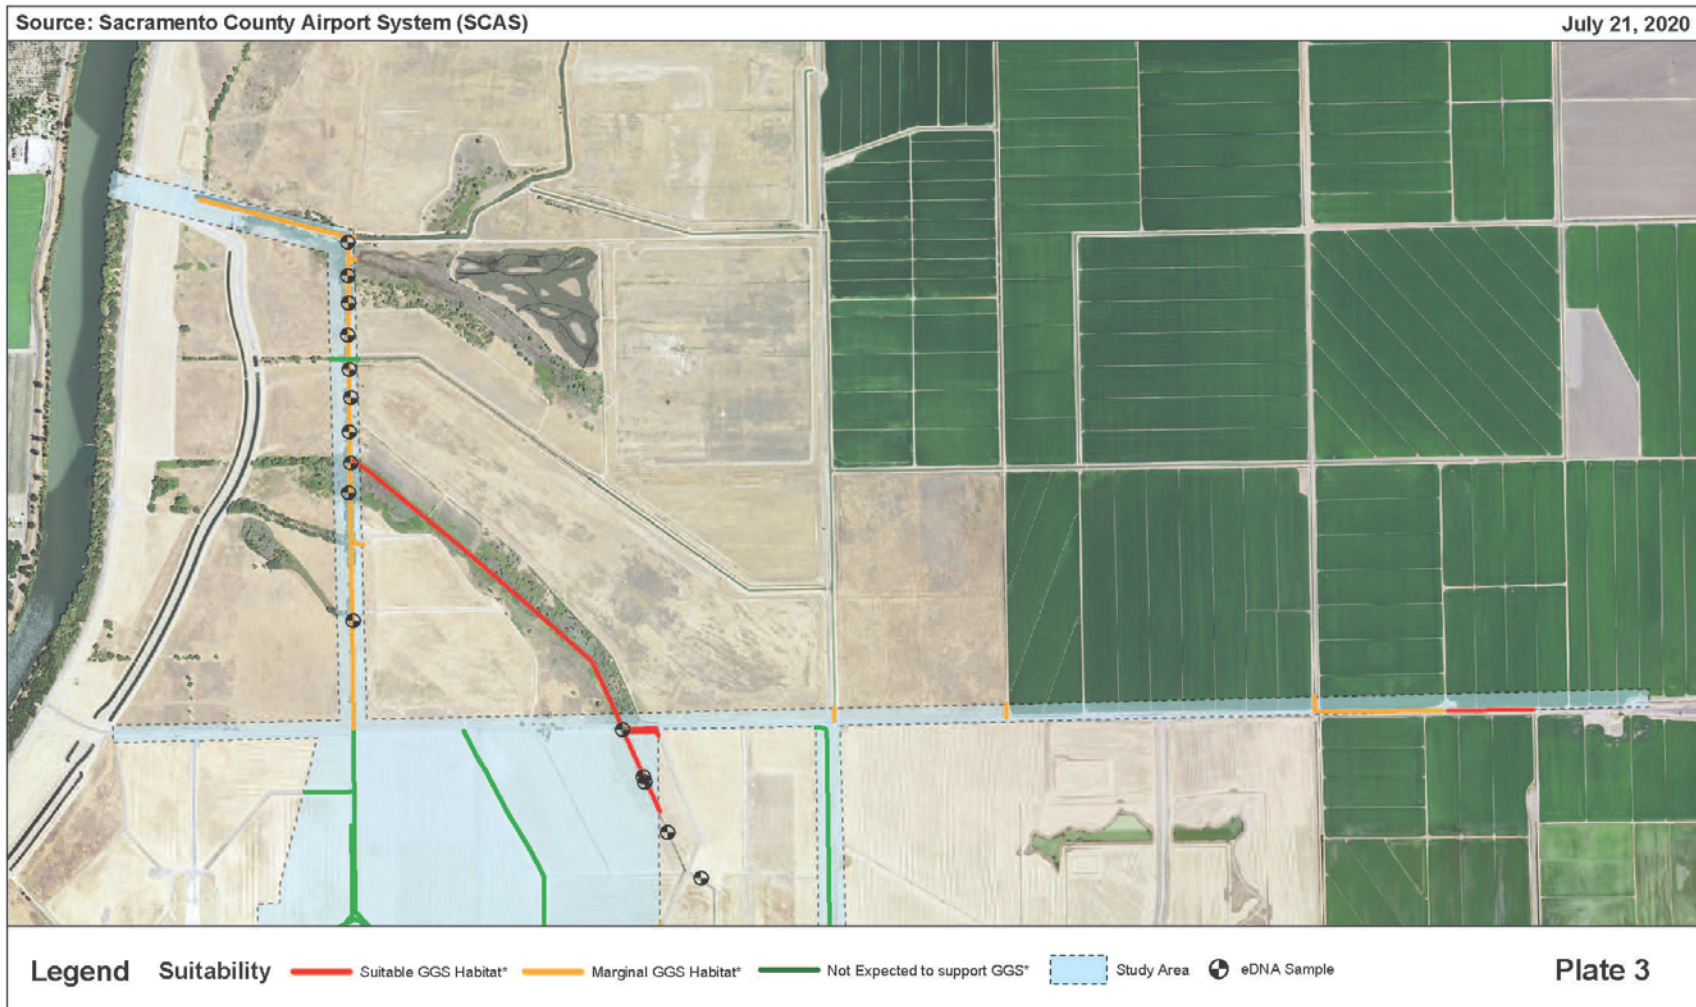 Source: Sacramento County Airport System (SCAS) July 21, 2020
Legend Suitability Suitable GGS Habitat* Marginal GGS Habitat* Not Expected to support GGS* Study Area eDNA Sample Plate 3